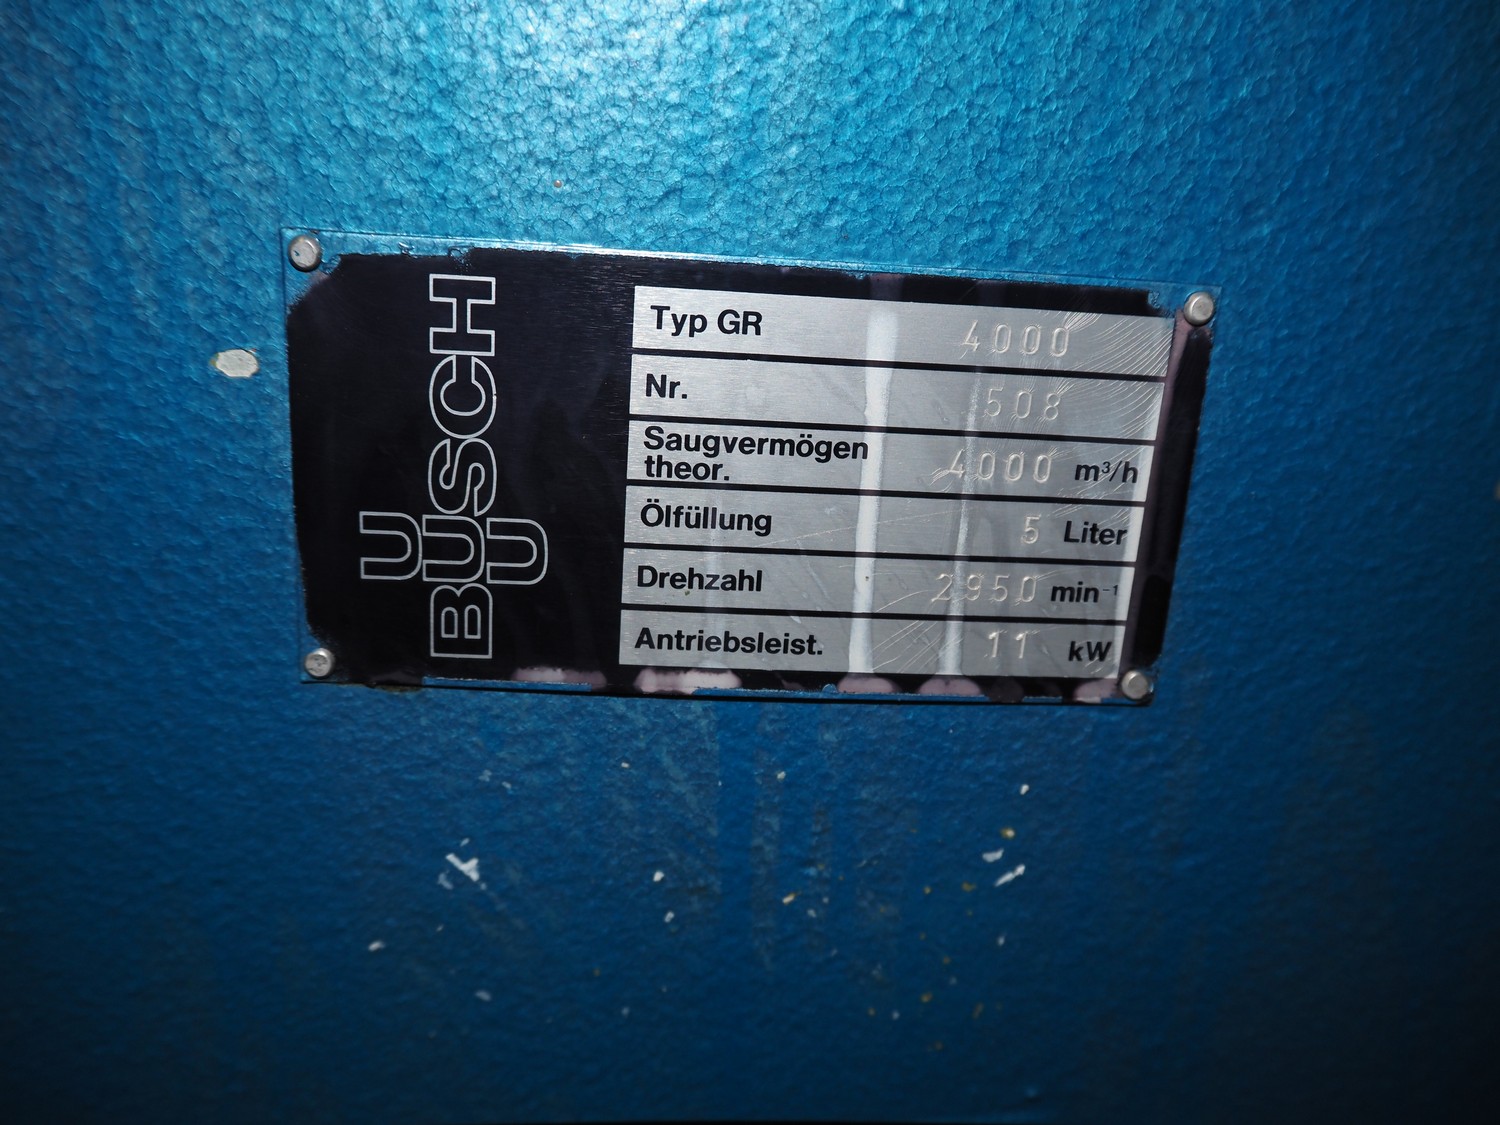 BUSCH
U
U
Typ GR 4000
Nr. 508
Saugvermögen
theor. 4000 m³/h
Ölfüllung 5 Liter
Drehzahl 2950 min⁻¹
Antriebsleist. 11 kW